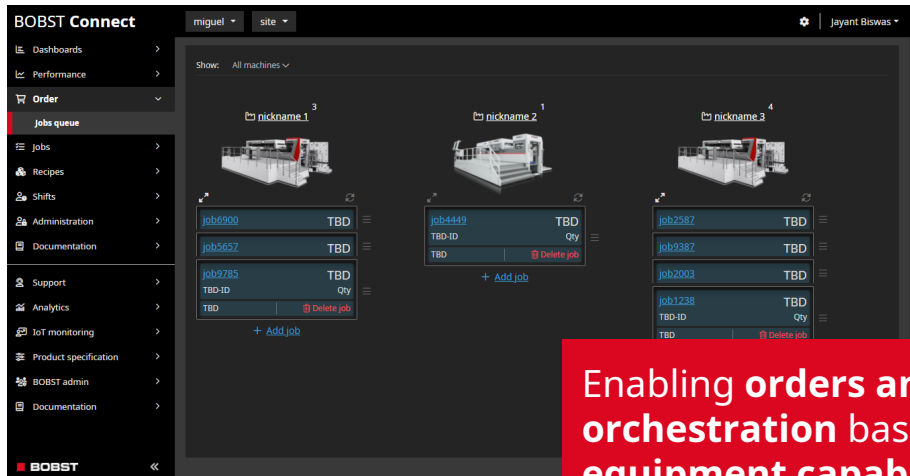 BOBST Connect
miguel
site
Jayant Biswas
Dashboards
Performance
Order
Jobs queue
Jobs
Recipes
Shifts
Administration
Documentation
Support
Analytics
IoT monitoring
Product specification
BOBST admin
Documentation
BOBST
Show: All machines
nickname 1 3
job6900 TBD
job5657 TBD
job9785 TBD
TBD-ID Qty
TBD Delete job
+ Add job
nickname 2 1
job4449 TBD
TBD-ID Qty
TBD Delete job
+ Add job
nickname 3 4
job2587 TBD
job9387 TBD
job2003 TBD
job1238 TBD
TBD-ID Qty
TBD Delete job
Enabling orders
orchestration
equipment